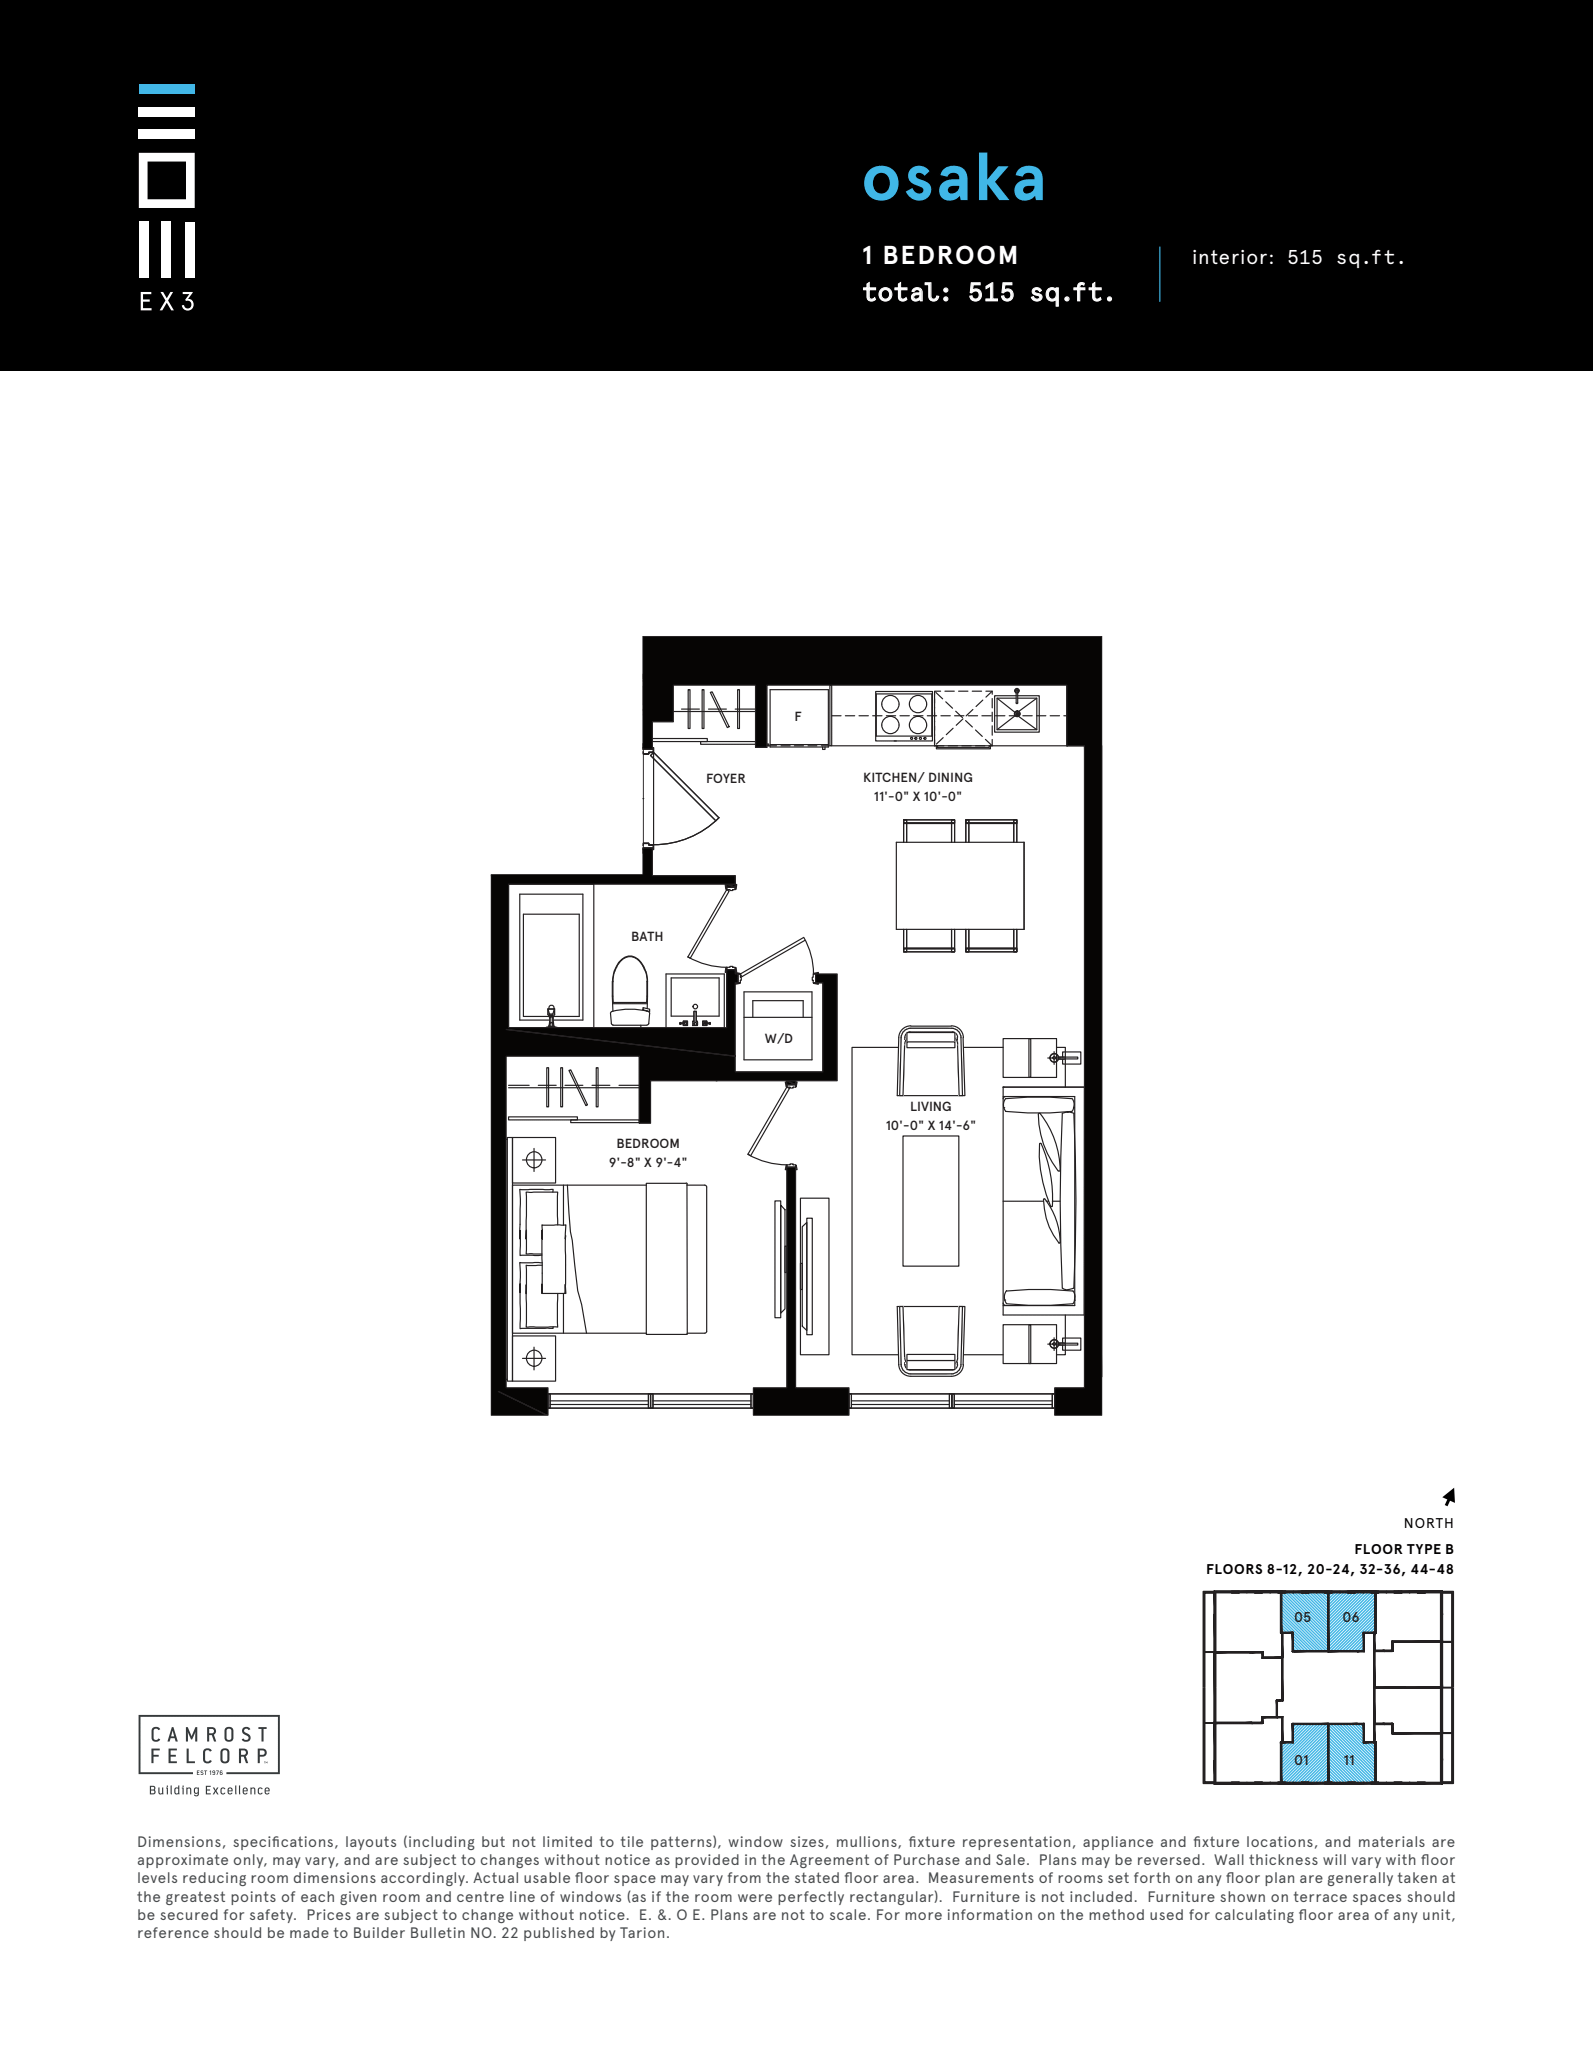 EX3
osaka
1 BEDROOM
total: 515 sq.ft.
interior: 515 sq.ft.
F
FOYER
KITCHEN/ DINING
11'-0" X 10'-0"
BATH
W/D
LIVING
10'-0" X 14'-6"
BEDROOM
9'-8" X 9'-4"
NORTH
FLOOR TYPE B
FLOORS 8-12, 20-24, 32-36, 44-48
05 06
01 11
CAMROST
FELCORP
EST 1976
Building Excellence
Dimensions, specifications, layouts (including but not limited to tile patterns), window sizes, mullions, fixture representation, appliance and fixture locations, and materials are
approximate only, may vary, and are subject to changes without notice as provided in the Agreement of Purchase and Sale. Plans may be reversed. Wall thickness will vary with floor
levels reducing room dimensions accordingly. Actual usable floor space may vary from the stated floor area. Measurements of rooms set forth on any floor plan are generally taken at
the greatest points of each given room and centre line of windows (as if the room were perfectly rectangular). Furniture is not included. Furniture shown on terrace spaces should
be secured for safety. Prices are subject to change without notice. E. &. O E. Plans are not to scale. For more information on the method used for calculating floor area of any unit,
reference should be made to Builder Bulletin NO. 22 published by Tarion.